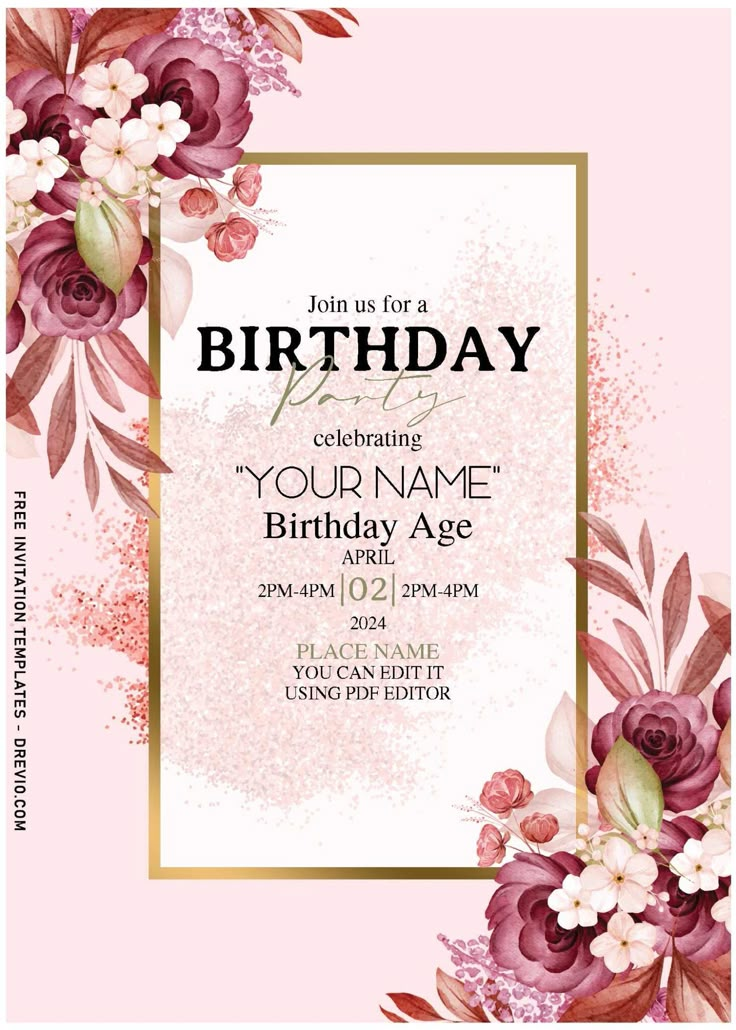 Join us for a
BIRTHDAY
Party
celebrating
"YOUR NAME"
Birthday Age
APRIL
2PM-4PM |02| 2PM-4PM
2024
PLACE NAME
YOU CAN EDIT IT
USING PDF EDITOR
FREE INVITATION TEMPLATES - DREVIO.COM